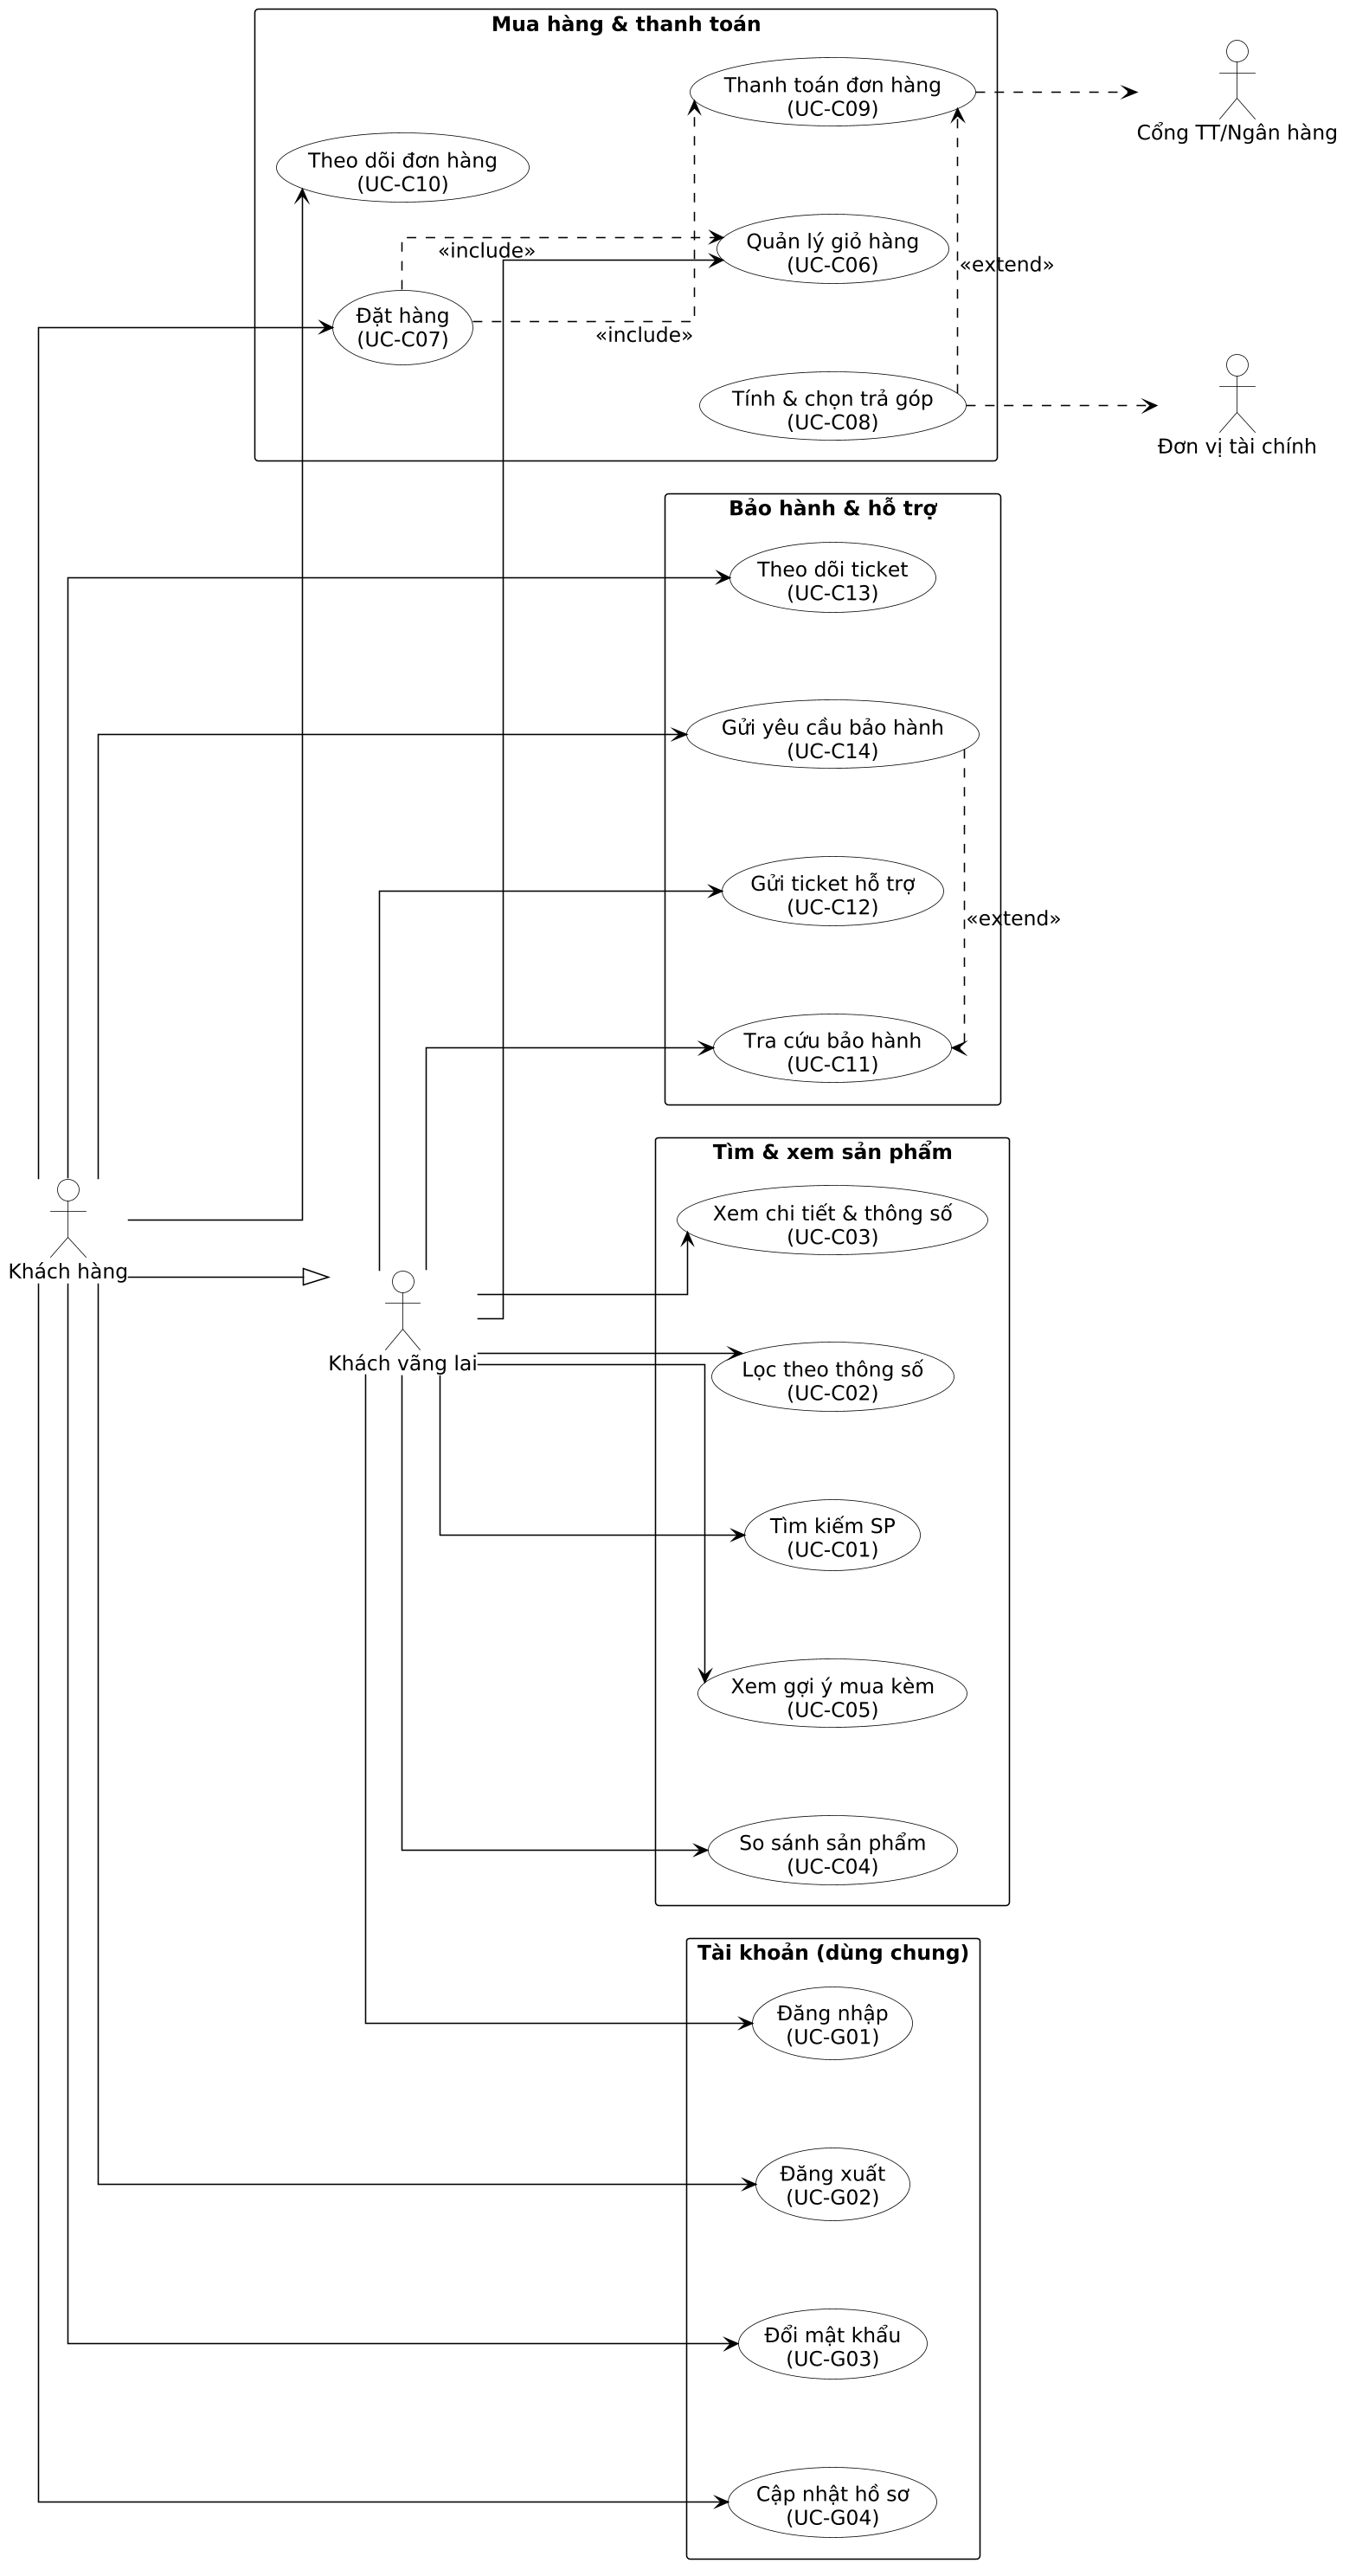 Mua hàng & thanh toán
Thanh toán đơn hàng
(UC-C09)
Cổng TT/Ngân hàng
Theo dõi đơn hàng
(UC-C10)
«include»
Quản lý giỏ hàng
(UC-C06)
«extend»
Đặt hàng
(UC-C07)
«include»
Tính & chọn trả góp
(UC-C08)
Đơn vị tài chính
Bảo hành & hỗ trợ
Theo dõi ticket
(UC-C13)
Gửi yêu cầu bảo hành
(UC-C14)
Gửi ticket hỗ trợ
(UC-C12)
«extend»
Tra cứu bảo hành
(UC-C11)
Tìm & xem sản phẩm
Xem chi tiết & thông số
(UC-C03)
Khách hàng
Khách vãng lai
Lọc theo thông số
(UC-C02)
Tìm kiếm SP
(UC-C01)
Xem gợi ý mua kèm
(UC-C05)
So sánh sản phẩm
(UC-C04)
Tài khoản (dùng chung)
Đăng nhập
(UC-G01)
Đăng xuất
(UC-G02)
Đổi mật khẩu
(UC-G03)
Cập nhật hồ sơ
(UC-G04)